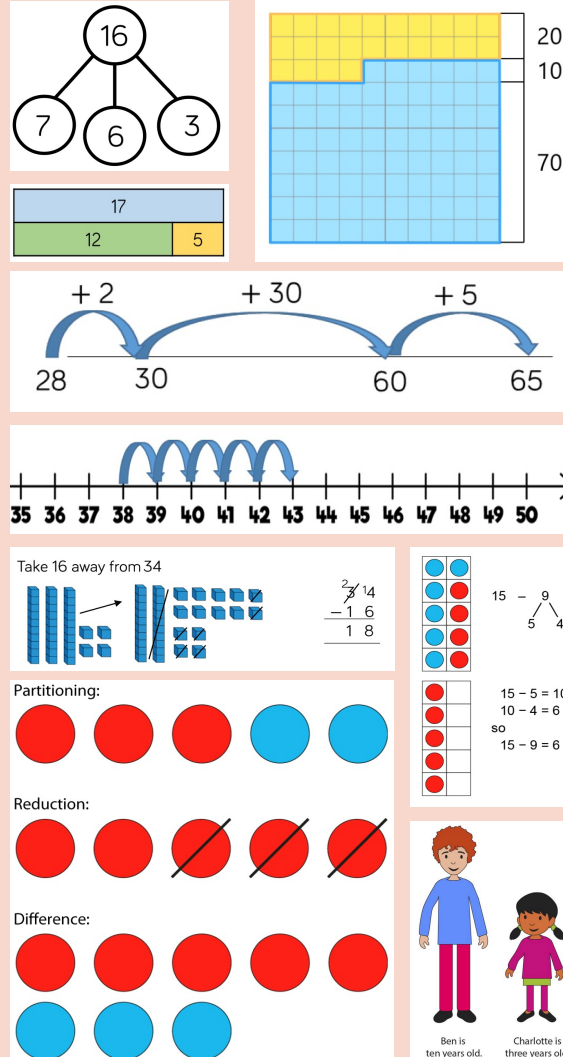 16
7 6 3
20
10
70
17
12 5
+ 2 + 30 + 5
28 30 60 65
35 36 37 38 39 40 41 42 43 44 45 46 47 48 49 50
Take 16 away from 34
2 3 1 4
− 1 6
1 8
15 − 9
5 4
15 − 5 = 10
10 − 4 = 6
so
15 − 9 = 6
Partitioning:
Reduction:
Difference:
Ben is
ten years old.
Charlotte is
three years old